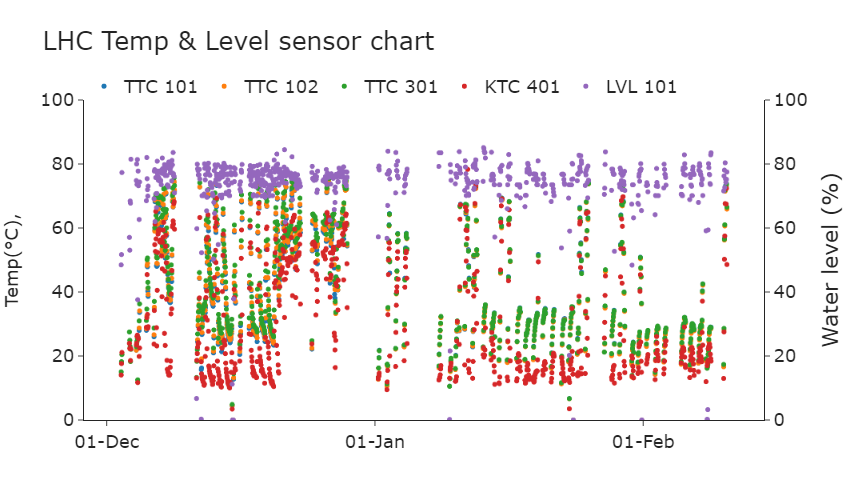 LHC Temp & Level sensor chart
TTC 101 TTC 102 TTC 301 KTC 401 LVL 101
100 100
80 80
60 60
40 40
20 20
0 0
Temp(°C),
Water level (%)
01-Dec 01-Jan 01-Feb